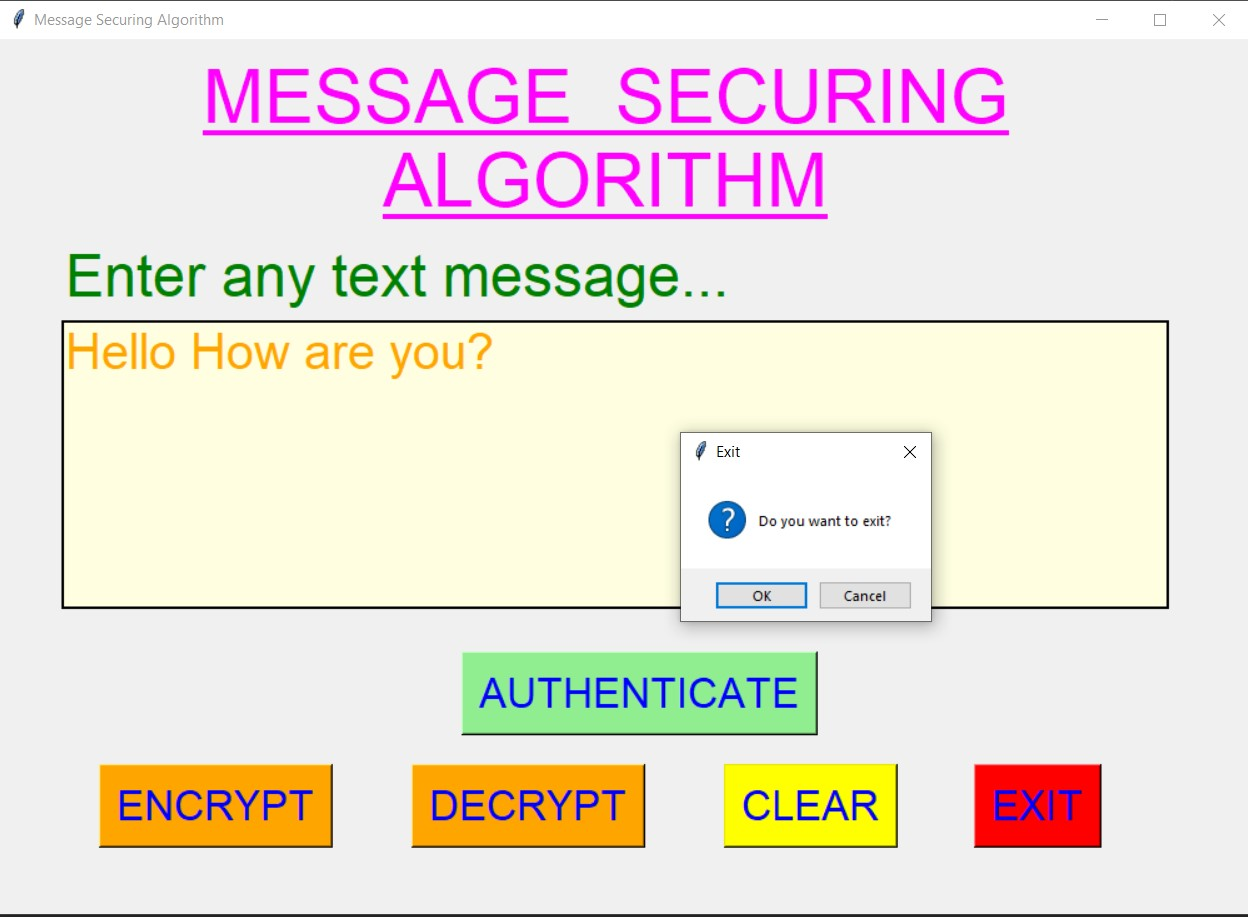 Message Securing Algorithm
MESSAGE SECURING
ALGORITHM
Enter any text message...
Hello How are you?
Exit
Do you want to exit?
OK Cancel
AUTHENTICATE
ENCRYPT DECRYPT CLEAR EXIT